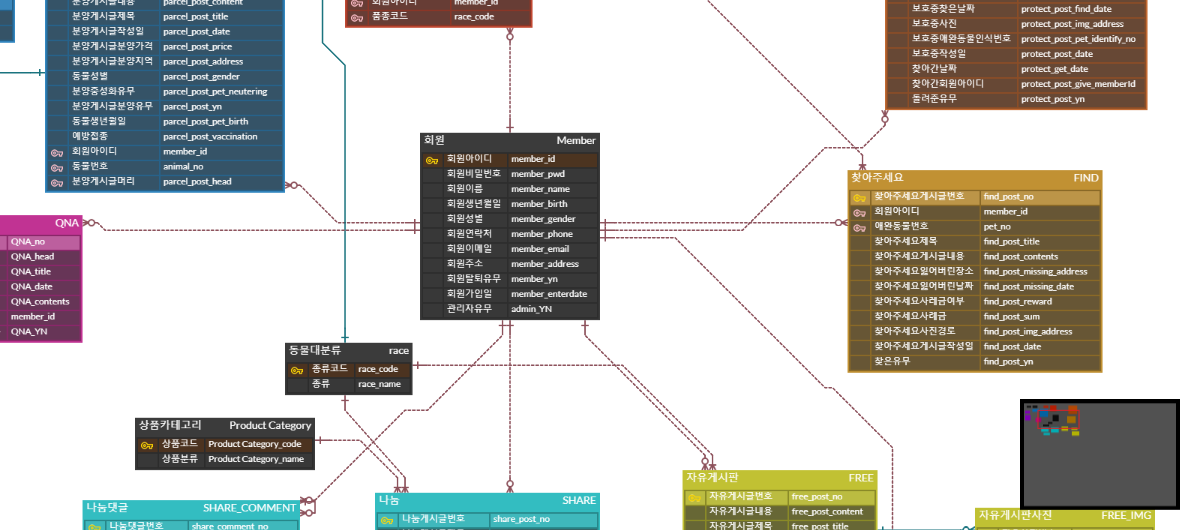 분양게시글내용 parcel_post_content
분양게시글제목 parcel_post_title
분양게시글작성일 parcel_post_date
분양게시글분양가격 parcel_post_price
분양게시글분양지역 parcel_post_address
동물성별 parcel_post_gender
분양중성화유무 parcel_post_pet_neutering
분양게시글분양유무 parcel_post_yn
동물생년월일 parcel_post_pet_birth
예방접종 parcel_post_vaccination
회원아이디 member_id
동물번호 animal_no
분양게시글머리 parcel_post_head
회원아이디 member_id
품종코드 race_code
보호중찾은날짜 protect_post_find_date
보호중사진 protect_post_img_address
보호중애완동물인식번호 protect_post_pet_identify_no
보호중작성일 protect_post_date
찾아간날짜 protect_get_date
찾아간회원아이디 protect_post_give_memberId
돌려준유무 protect_post_yn
회원 Member
회원아이디 member_id
회원비밀번호 member_pwd
회원이름 member_name
회원생년월일 member_birth
회원성별 member_gender
회원연락처 member_phone
회원이메일 member_email
회원주소 member_address
회원탈퇴유무 member_yn
회원가입일 member_enterdate
관리자유무 admin_YN
찾아주세요 FIND
찾아주세요게시글번호 find_post_no
회원아이디 member_id
애완동물번호 pet_no
찾아주세요제목 find_post_title
찾아주세요게시글내용 find_post_contents
찾아주세요잃어버린장소 find_post_missing_address
찾아주세요잃어버린날짜 find_post_missing_date
찾아주세요사례금여부 find_post_reward
찾아주세요사례금 find_post_sum
찾아주세요사진경로 find_post_img_address
찾아주세요게시글작성일 find_post_date
찾은유무 find_post_yn
QNA
QNA_no
QNA_head
QNA_title
QNA_date
QNA_contents
member_id
QNA_YN
동물대분류 race
종류코드 race_code
종류 race_name
상품카테고리 Product Category
상품코드 Product Category_code
상품분류 Product Category_name
나눔댓글 SHARE_COMMENT
나눔댓글번호 share_comment_no
나눔 SHARE
나눔게시글번호 share_post_no
자유게시판 FREE
자유게시글번호 free_post_no
자유게시글내용 free_post_content
자유게시글제목 free_post_title
자유게시판사진 FREE_IMG